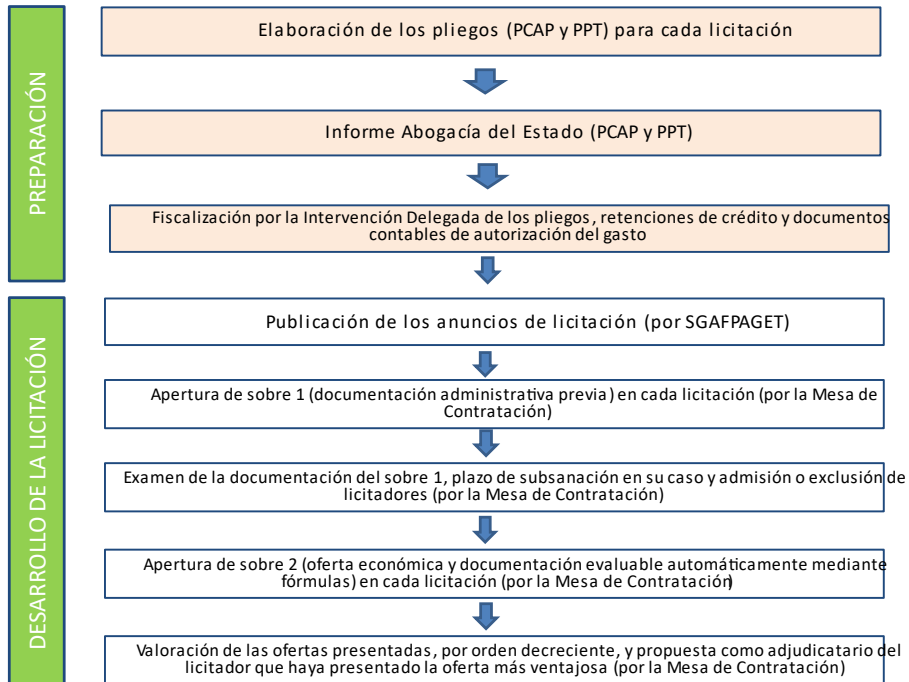 PREPARACIÓN
Elaboración de los pliegos (PCAP y PPT) para cada licitación
Informe Abogacía del Estado (PCAP y PPT)
Fiscalización por la Intervención Delegada de los pliegos, retenciones de crédito y documentos
contables de autorización del gasto
DESARROLLO DE LA LICITACIÓN
Publicación de los anuncios de licitación (por SGAFPAGET)
Apertura de sobre 1 (documentación administrativa previa) en cada licitación (por la Mesa de
Contratación)
Examen de la documentación del sobre 1, plazo de subsanación en su caso y admisión o exclusión de
licitadores (por la Mesa de Contratación)
Apertura de sobre 2 (oferta económica y documentación evaluable automáticamente mediante
fórmulas) en cada licitación (por la Mesa de Contratación)
Valoración de las ofertas presentadas, por orden decreciente, y propuesta como adjudicatario del
licitador que haya presentado la oferta más ventajosa (por la Mesa de Contratación)